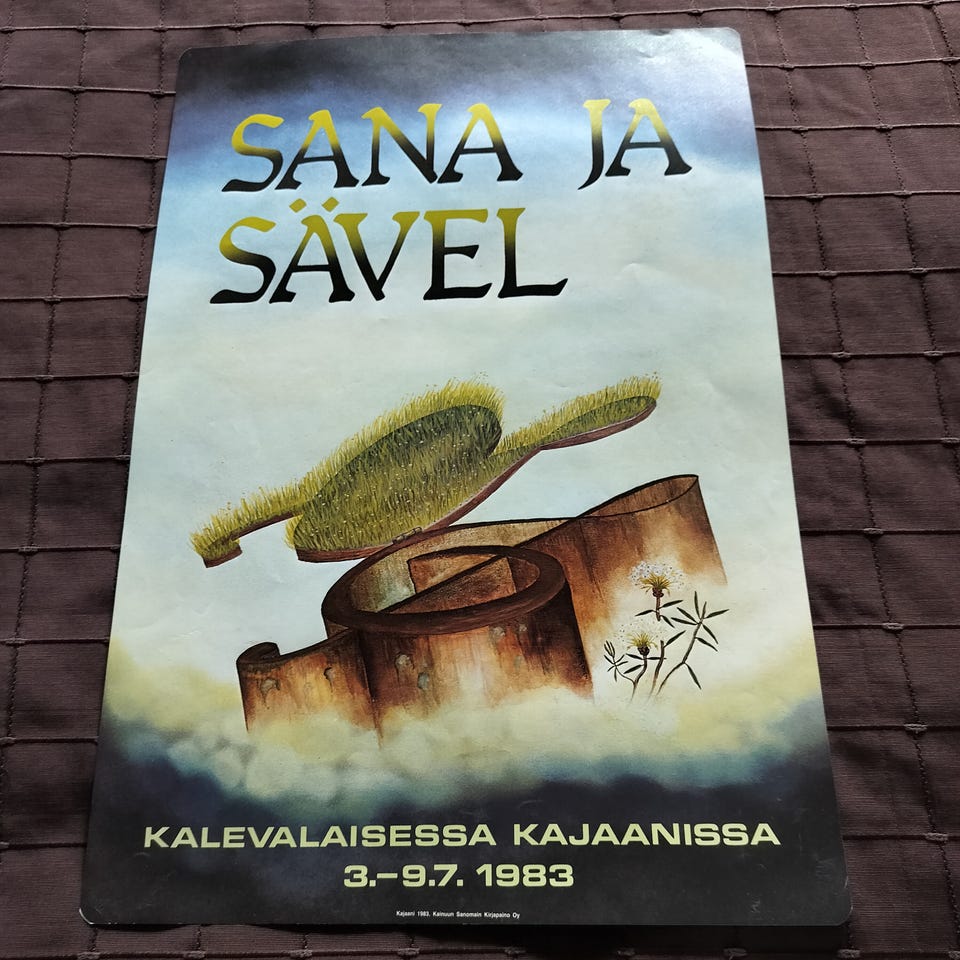 SANA JA
SÄVEL
KALEVALAISESSA KAJAANISSA
3.–9.7. 1983
Kajaani 1983, Kainuun Sanomain Kirjapaino Oy